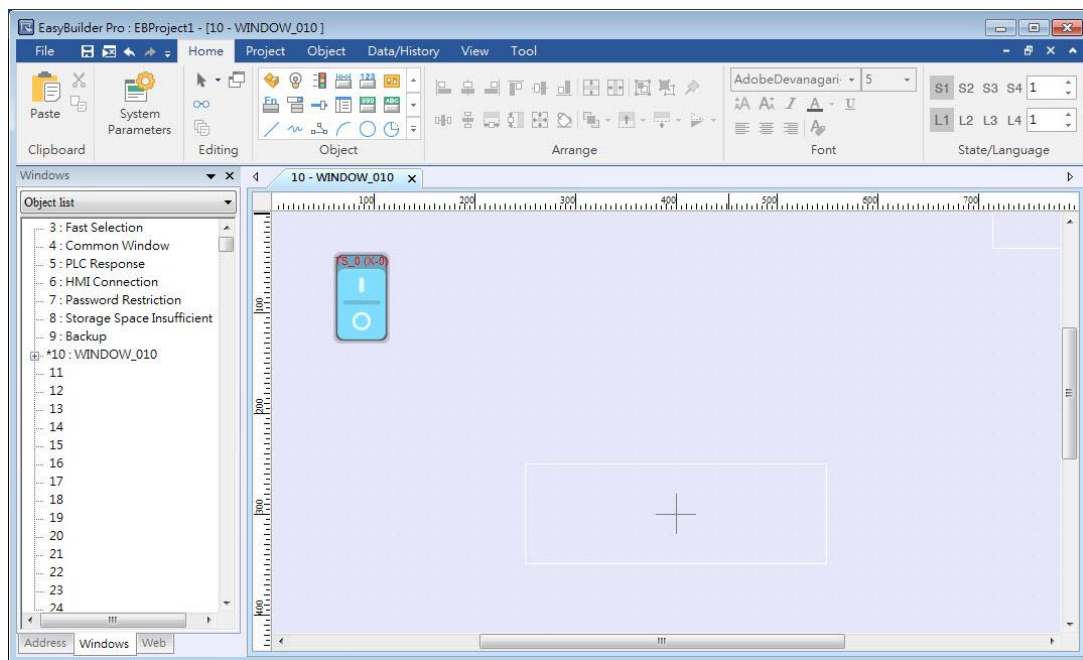 EasyBuilder Pro : EBProject1 - [10 - WINDOW_010 ]
File Home Project Object Data/History View Tool
Paste
System
Parameters
AdobeDevanagari 5
S1 S2 S3 S4 1
L1 L2 L3 L4 1
Clipboard Editing Object Arrange Font State/Language
Windows
10 - WINDOW_010
Object list
100 200 300 400 500 600 700
3 : Fast Selection
4 : Common Window
5 : PLC Response
6 : HMI Connection
7 : Password Restriction
8 : Storage Space Insufficient
9 : Backup
*10 : WINDOW_010
11
12
13
14
15
16
17
18
19
20
21
22
23
24
100
200
300
400
TS_0 (X-0)
Address Windows Web